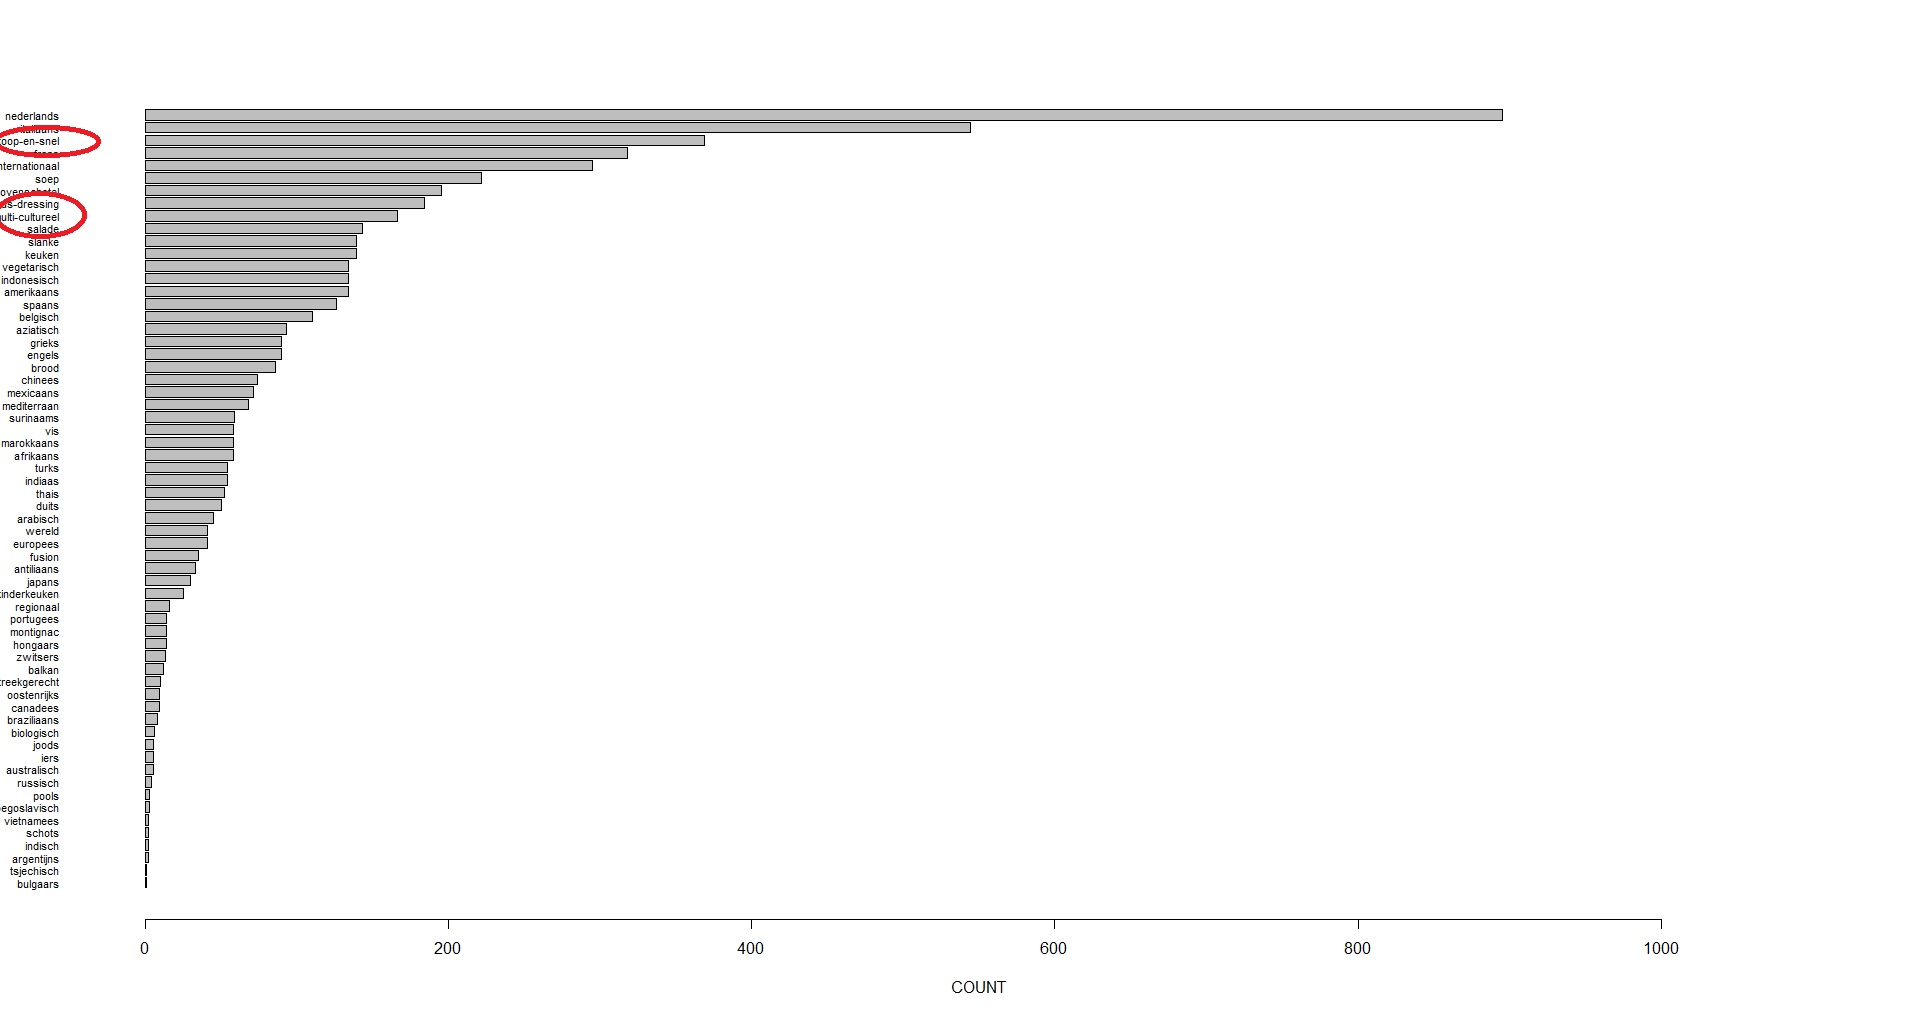 nederlands
italiaans
oop-en-snel
frans
nternationaal
soep
ovenschotel
us-dressing
ulti-cultureel
salade
slanke
keuken
vegetarisch
indonesisch
amerikaans
spaans
belgisch
aziatisch
grieks
engels
brood
chinees
mexicaans
mediterraan
surinaams
vis
marokkaans
afrikaans
turks
indiaas
thais
duits
arabisch
wereld
europees
fusion
antiliaans
japans
inderkeuken
regionaal
portugees
montignac
hongaars
zwitsers
balkan
reekgerecht
oostenrijks
canadees
braziliaans
biologisch
joods
iers
australisch
russisch
pools
egoslavisch
vietnamees
schots
indisch
argentijns
tsjechisch
bulgaars
0 200 400 600 800 1000
COUNT